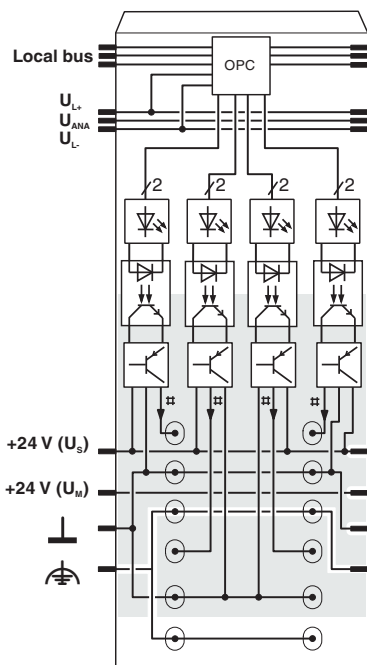 Local bus
OPC
U_L+
U_ANA
U_L-
2 2 2 2
⌗ ⌗ ⌗ ⌗
+24 V (U_S)
+24 V (U_M)